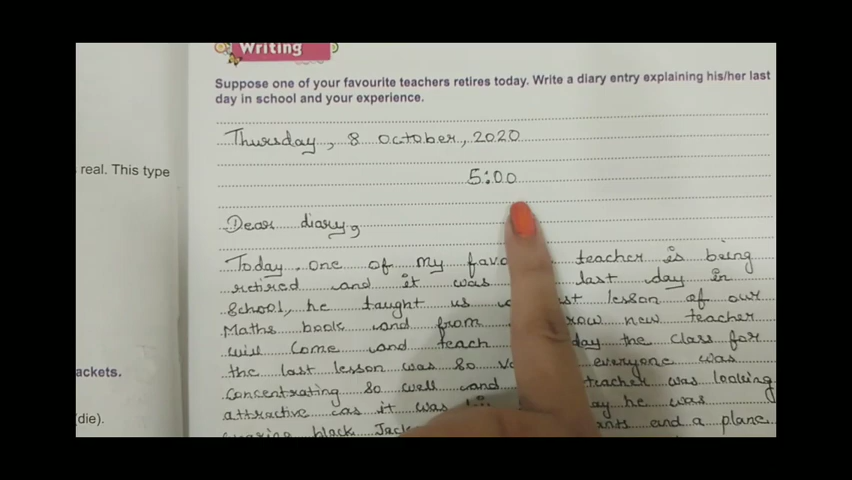 Writing
Suppose one of your favourite teachers retires today. Write a diary entry explaining his/her last
day in school and your experience.
Thursday, 8 October, 2020
real. This type
5:00
Dear diary,
Today one of my teacher is being
retired and it was last day in
School, he taught us lesson of our
Maths book and from new teacher
will come and teach the class for
ackets.
the last lesson was so everyone was
Concentrating so well and teacher was looking
attractive as it was he was
die).
black and a plane